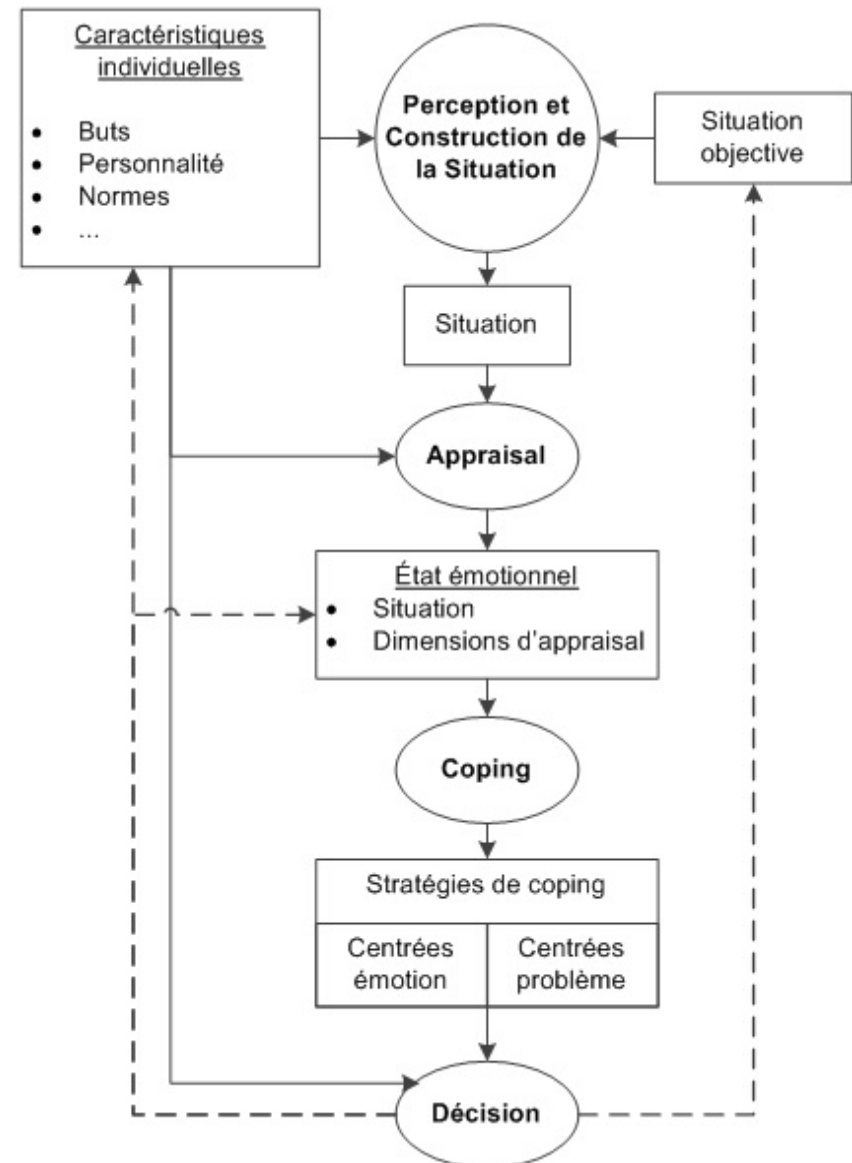 Caractéristiques
individuelles
• Buts
• Personnalité
• Normes
• ...
Perception et
Construction de
la Situation
Situation
objective
Situation
Appraisal
État émotionnel
• Situation
• Dimensions d'appraisal
Coping
Stratégies de coping
Centrées
émotion
Centrées
problème
Décision